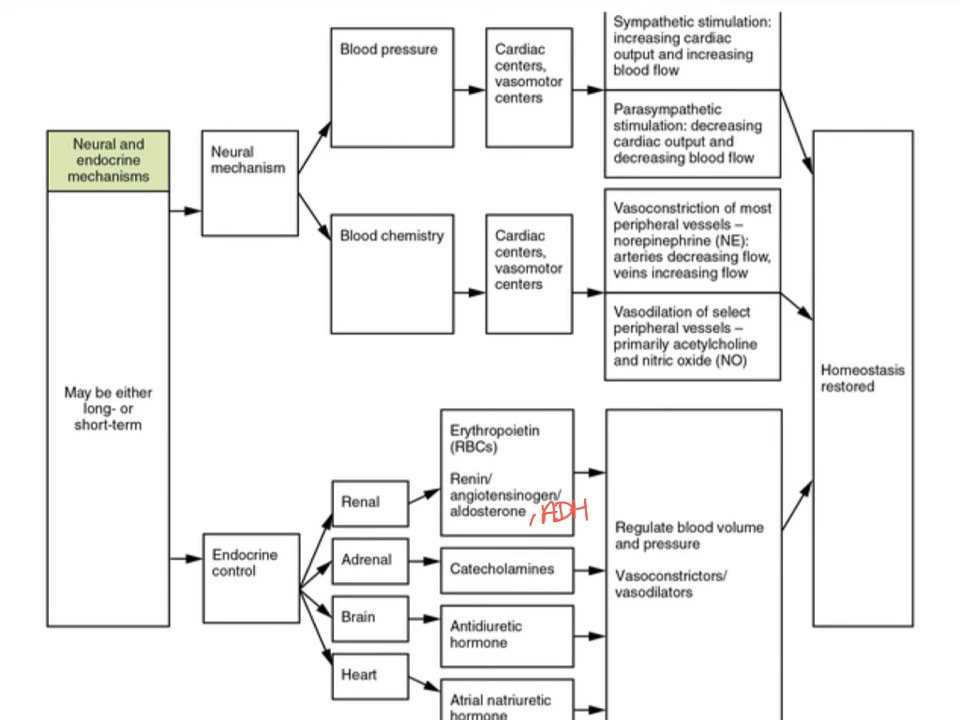 Neural and
endocrine
mechanisms
May be either
long- or
short-term
Neural
mechanism
Blood pressure
Cardiac
centers,
vasomotor
centers
Sympathetic stimulation:
increasing cardiac
output and increasing
blood flow
Parasympathetic
stimulation: decreasing
cardiac output and
decreasing blood flow
Blood chemistry
Cardiac
centers,
vasomotor
centers
Vasoconstriction of most
peripheral vessels –
norepinephrine (NE):
arteries decreasing flow,
veins increasing flow
Vasodilation of select
peripheral vessels –
primarily acetylcholine
and nitric oxide (NO)
Endocrine
control
Renal
Erythropoietin
(RBCs)
Renin/
angiotensinogen/
aldosterone , ADH
Adrenal
Catecholamines
Brain
Antidiuretic
hormone
Heart
Atrial natriuretic
hormone
Regulate blood volume
and pressure
Vasoconstrictors/
vasodilators
Homeostasis
restored